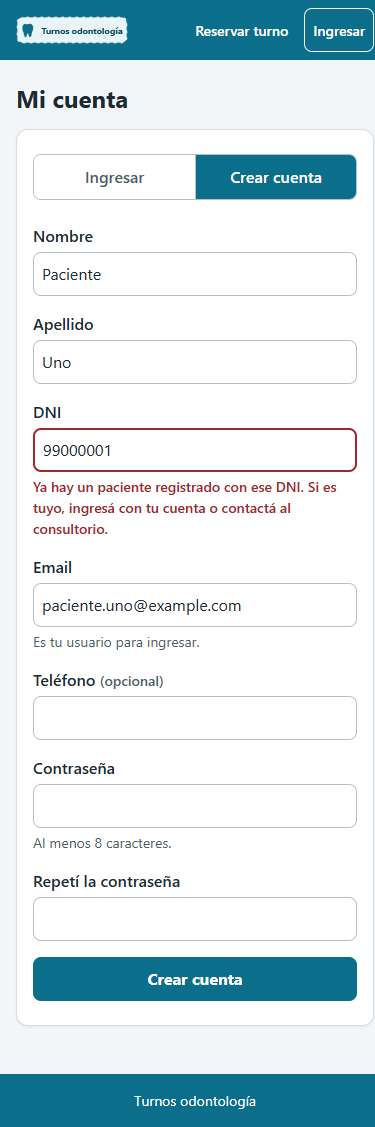 Turnos odontología
Reservar turno
Ingresar
Mi cuenta
Ingresar
Crear cuenta
Nombre
Paciente
Apellido
Uno
DNI
99000001
Ya hay un paciente registrado con ese DNI. Si es
tuyo, ingresá con tu cuenta o contactá al
consultorio.
Email
paciente.uno@example.com
Es tu usuario para ingresar.
Teléfono (opcional)
Contraseña
Al menos 8 caracteres.
Repetí la contraseña
Crear cuenta
Turnos odontología